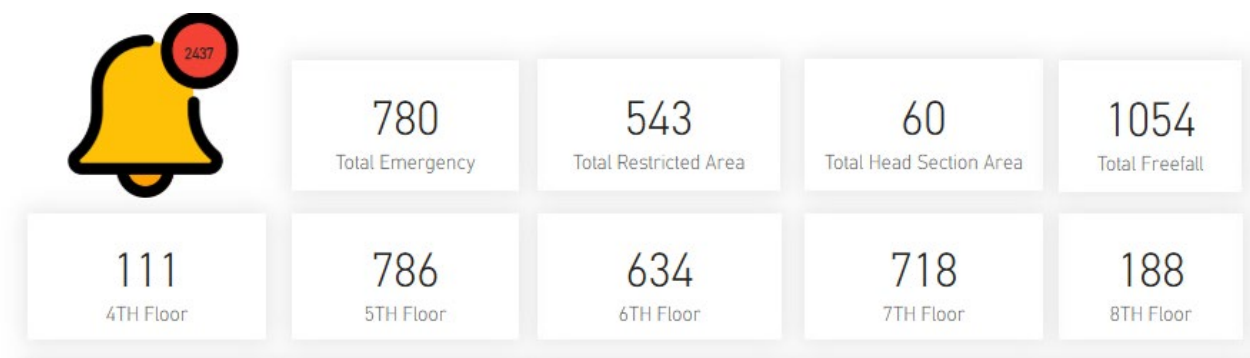 2437
780
Total Emergency
543
Total Restricted Area
60
Total Head Section Area
1054
Total Freefall
111
4TH Floor
786
5TH Floor
634
6TH Floor
718
7TH Floor
188
8TH Floor